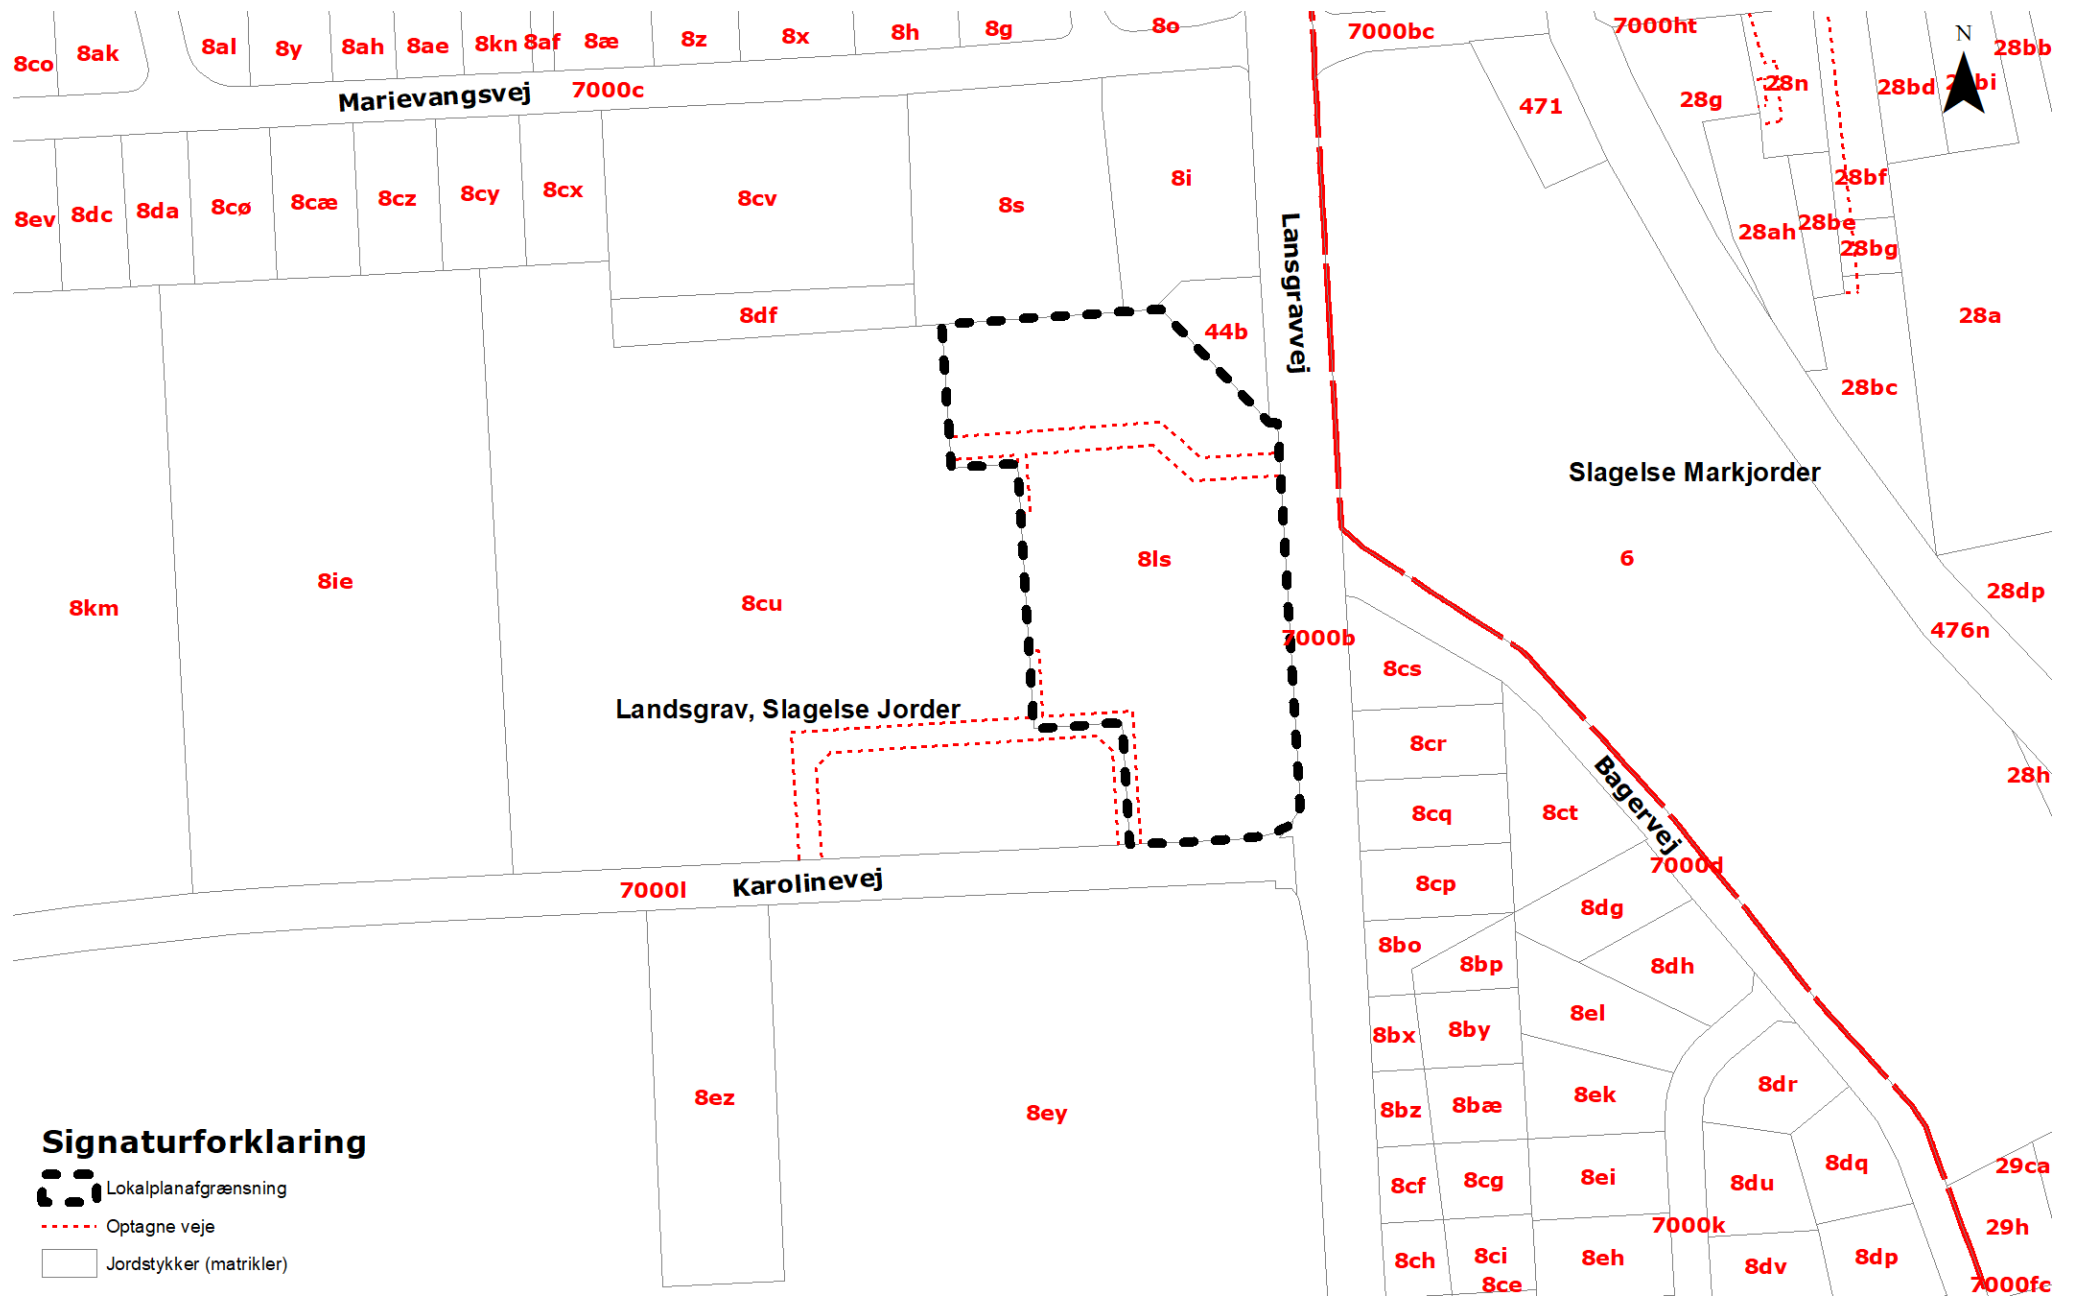 8co
8ak
8al
8y
8ah
8ae
8kn
8af
8æ
8z
8x
8h
8g
8o
7000bc
7000ht
N
28bb
Marievangsvej
7000c
471
28g
28n
28bd
28bi
8ev
8dc
8da
8cø
8cæ
8cz
8cy
8cx
8cv
8s
8i
28bf
28ah
28be
28bg
Lansgravvej
8df
44b
28a
28bc
Slagelse Markjorder
8ls
6
8km
8ie
8cu
28dp
476n
7000b
8cs
Landsgrav, Slagelse Jorder
8cr
28h
Bagervej
8cq
8ct
7000d
7000l
Karolinevej
8cp
8dg
8bo
8bp
8dh
8el
8bx
8by
8ez
8ey
8bz
8bæ
8ek
8dr
Signaturforklaring
Lokalplanafgrænsning
Optagne veje
Jordstykker (matrikler)
8cf
8cg
8ei
8du
8dq
29ca
7000k
29h
8ch
8ci
8ce
8eh
8dv
8dp
7000fc